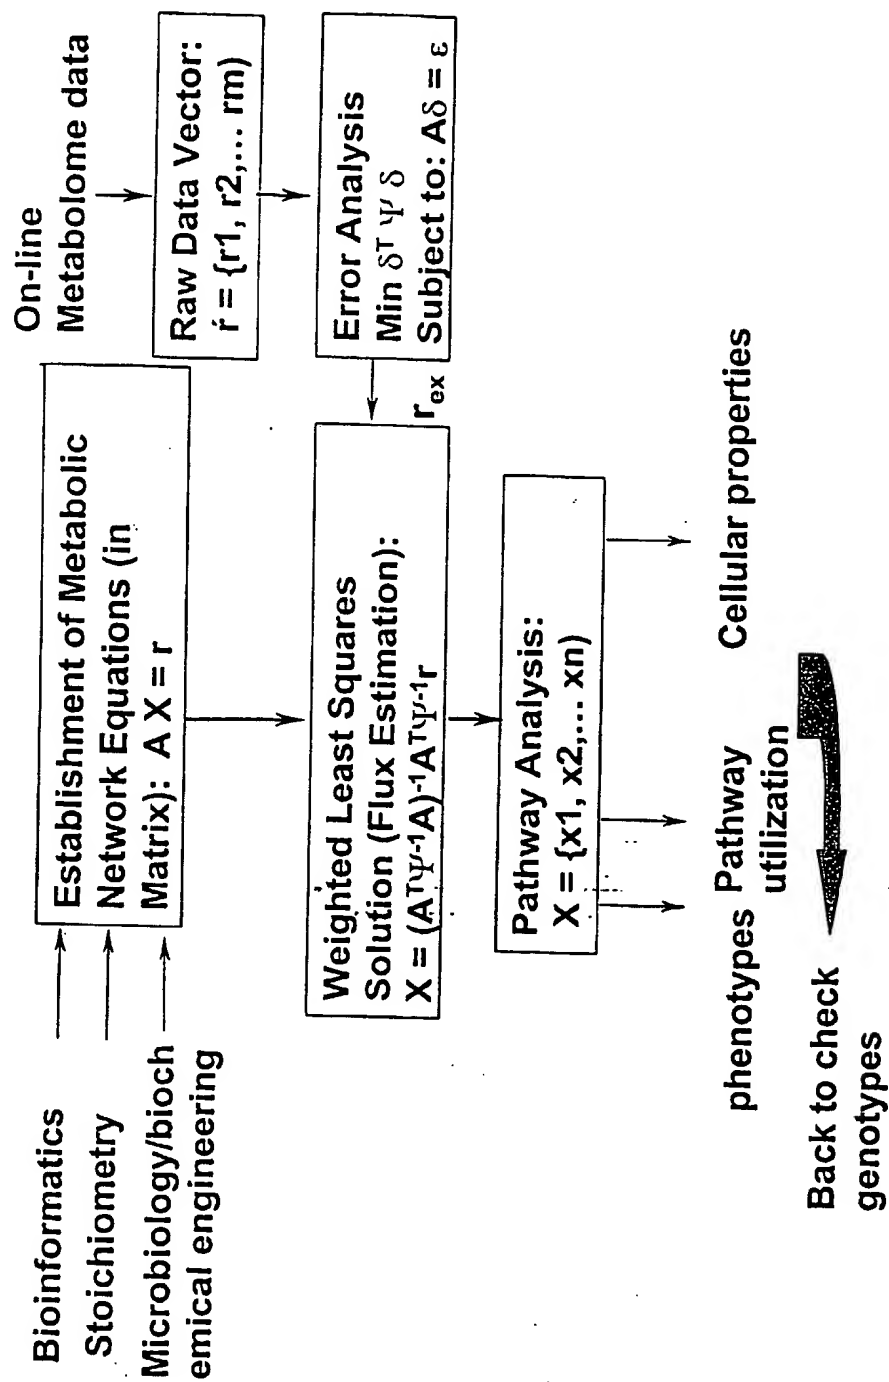 Bioinformatics
Stoichiometry
Microbiology/bioch
emical engineering
Establishment of Metabolic
Network Equations (in
Matrix): A X = r
On-line
Metabolome data
Raw Data Vector:
ŕ = {r1, r2,... rm)
Error Analysis
Min δᵀ Ψ δ
Subject to: Aδ = ε
r_ex
Weighted Least Squares
Solution (Flux Estimation):
X = (AᵀΨ⁻¹A)⁻¹AᵀΨ⁻¹r
Pathway Analysis:
X = {x1, x2,... xn)
phenotypes
Pathway
utilization
Cellular properties
Back to check
genotypes